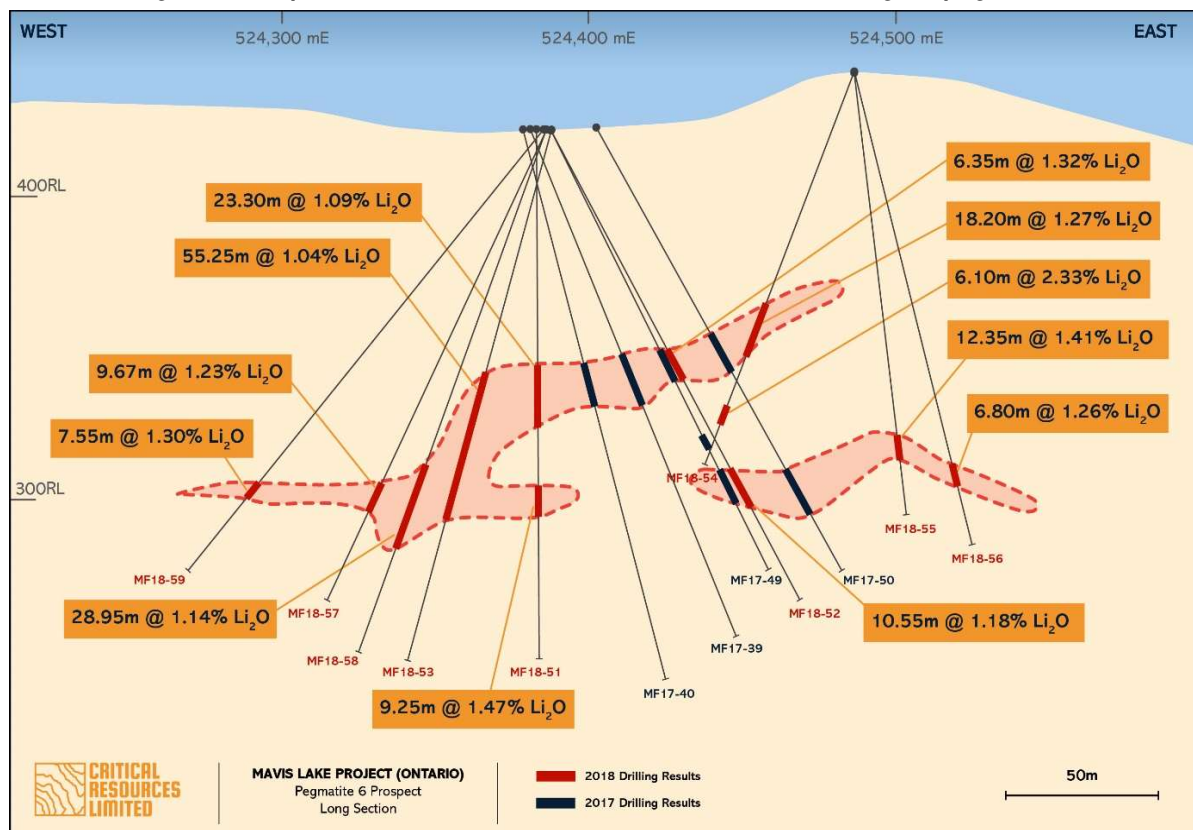 WEST
524,300 mE
524,400 mE
524,500 mE
EAST
400RL
300RL
23.30m @ 1.09% Li₂O
55.25m @ 1.04% Li₂O
9.67m @ 1.23% Li₂O
7.55m @ 1.30% Li₂O
28.95m @ 1.14% Li₂O
9.25m @ 1.47% Li₂O
6.35m @ 1.32% Li₂O
18.20m @ 1.27% Li₂O
6.10m @ 2.33% Li₂O
12.35m @ 1.41% Li₂O
6.80m @ 1.26% Li₂O
10.55m @ 1.18% Li₂O
MF18-59
MF18-57
MF18-58
MF18-53
MF18-51
MF17-40
MF17-39
MF17-49
MF18-52
MF17-50
MF18-54
MF18-55
MF18-56
CRITICAL
RESOURCES
LIMITED
MAVIS LAKE PROJECT (ONTARIO)
Pegmatite 6 Prospect
Long Section
2018 Drilling Results
2017 Drilling Results
50m